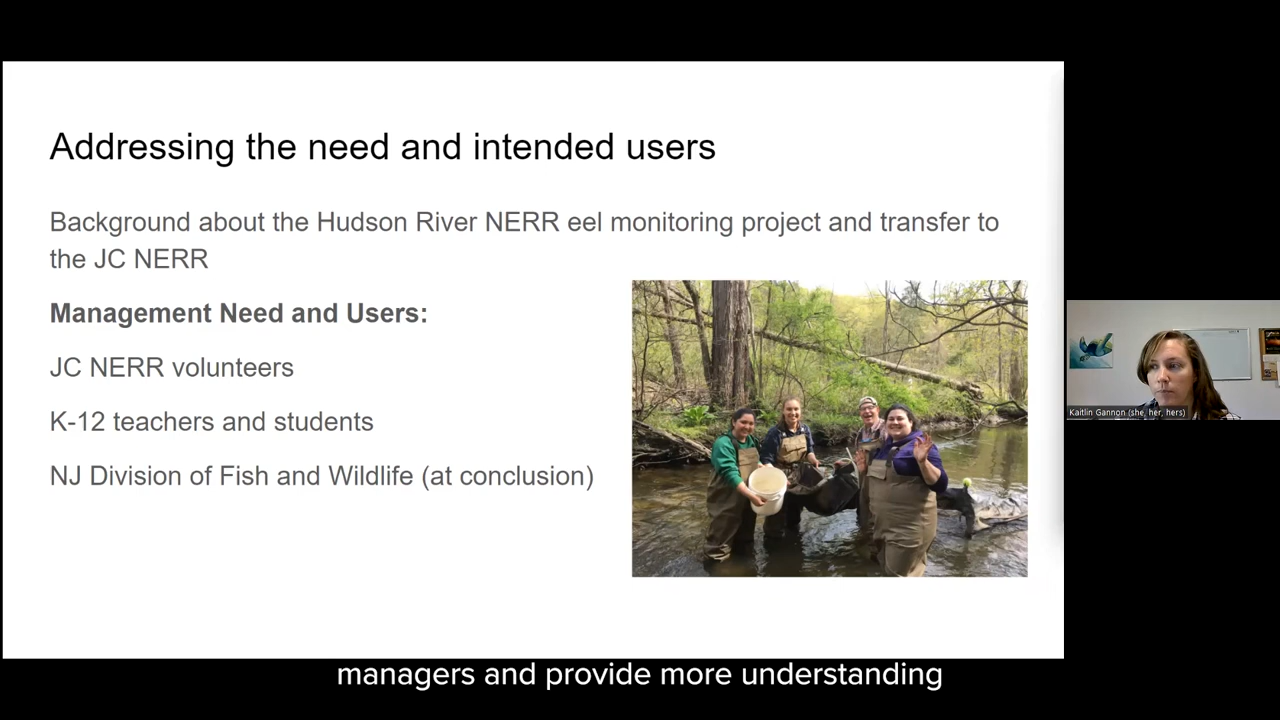 Addressing the need and intended users
Background about the Hudson River NERR eel monitoring project and transfer to
the JC NERR
Management Need and Users:
JC NERR volunteers
K-12 teachers and students
NJ Division of Fish and Wildlife (at conclusion)
Kaitlin Gannon (she, her, hers)
managers and provide more understanding